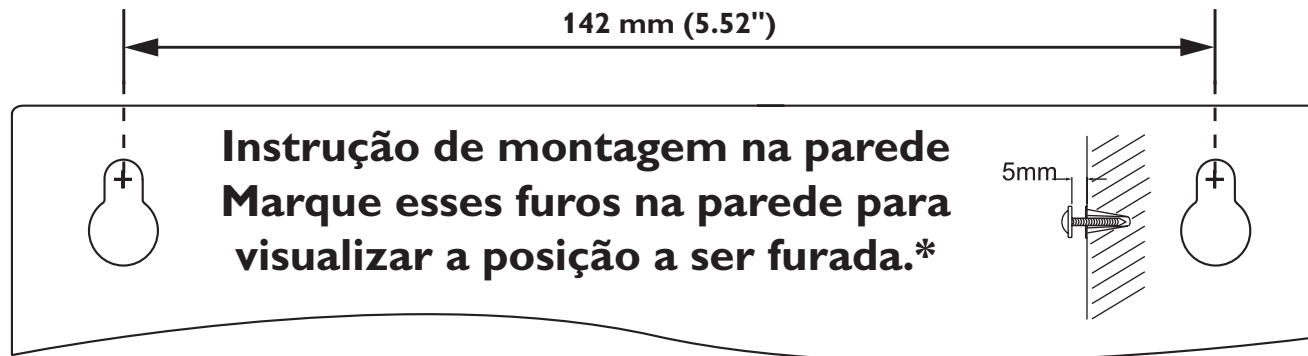 142 mm (5.52")
Instrução de montagem na parede
5mm
Marque esses furos na parede para
visualizar a posição a ser furada.*